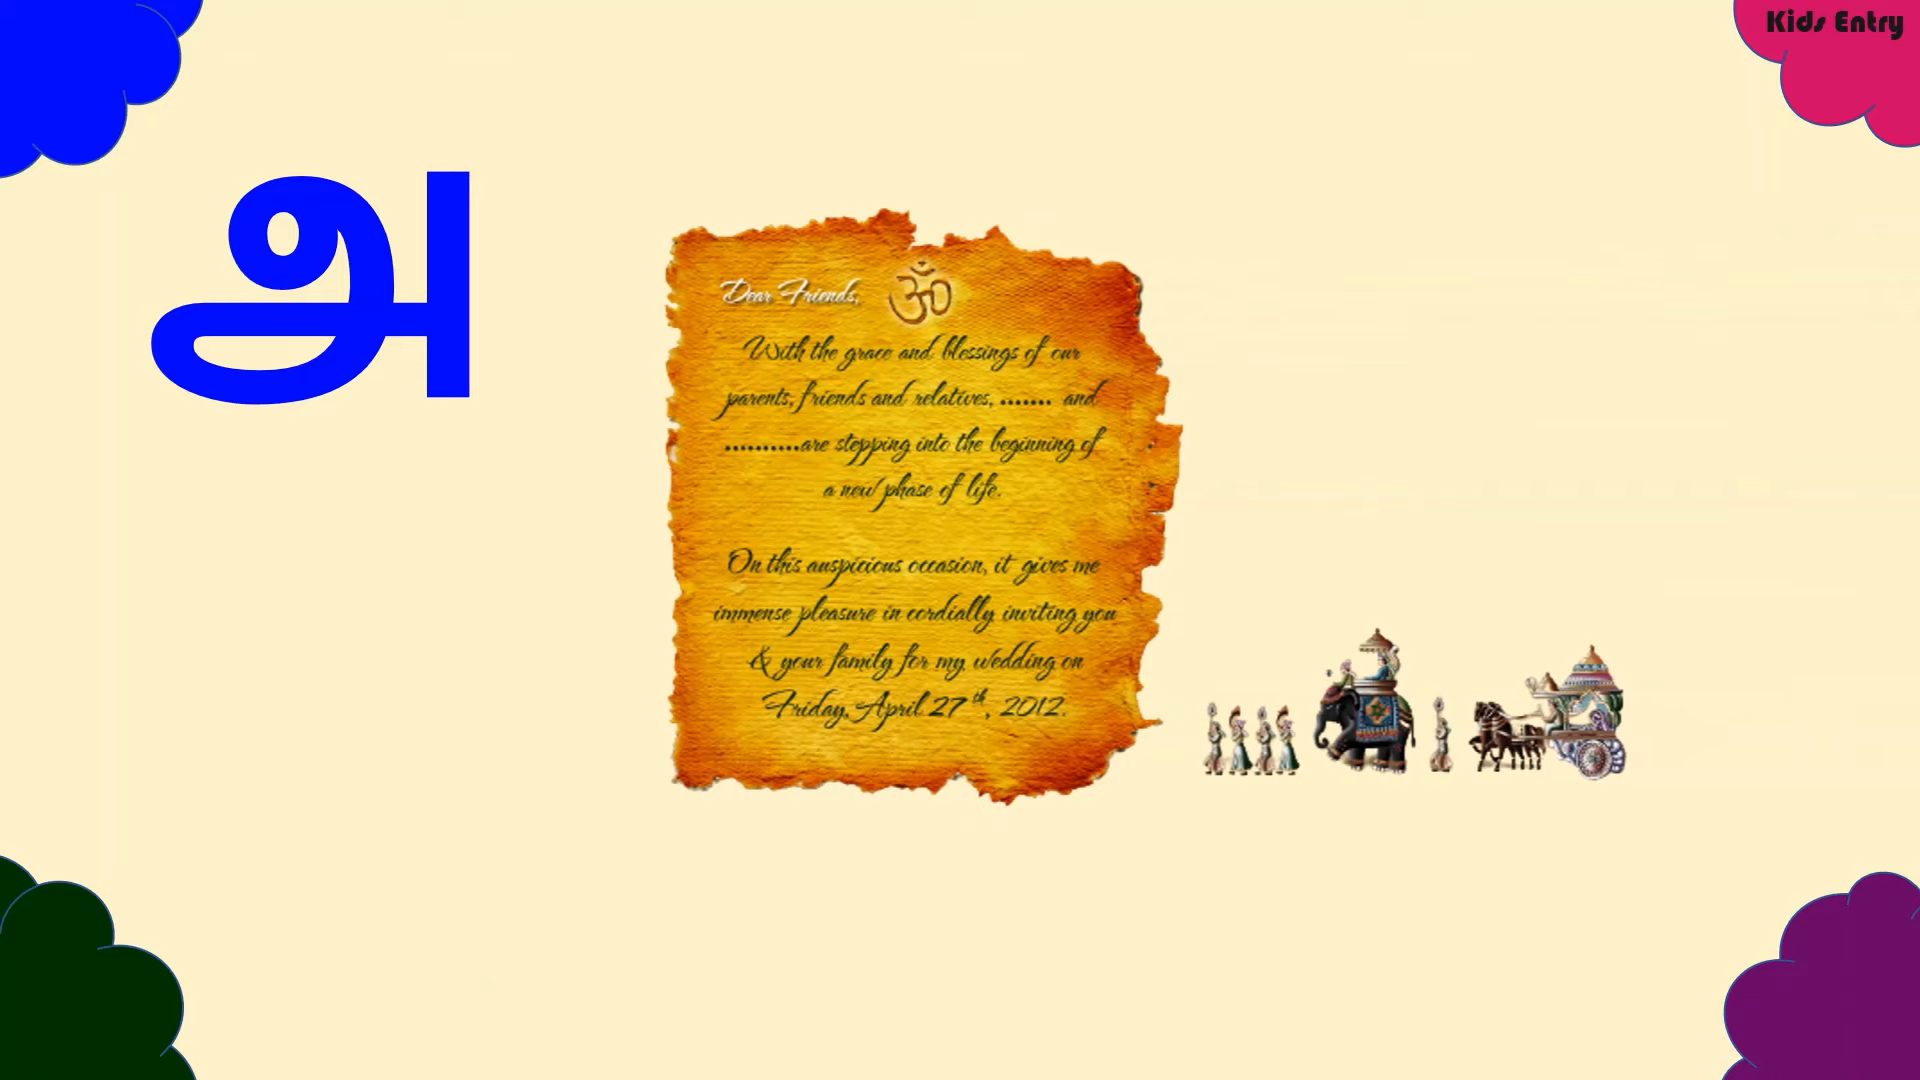 Kids Entry
அ
Dear Friends, ॐ
With the grace and blessings of our
parents, friends and relatives, ....... and
..........are stepping into the beginning of
a new phase of life.
On this auspicious occasion, it gives me
immense pleasure in cordially inviting you
& your family for my wedding on
Friday, April 27th, 2012.